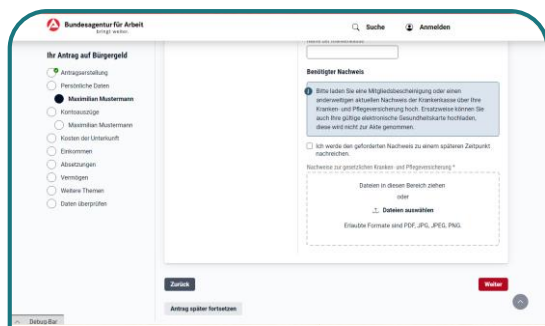 Bundesagentur für Arbeit
bringt weiter.
Suche
Anmelden
Ihr Antrag auf Bürgergeld
Antragserstellung
Persönliche Daten
Maximilian Mustermann
Kontoauszüge
Maximilian Mustermann
Kosten der Unterkunft
Einkommen
Absetzungen
Vermögen
Weitere Themen
Daten überprüfen
Benötigter Nachweis
Bitte laden Sie eine Mitgliedsbescheinigung oder einen
anderweitigen aktuellen Nachweis der Krankenkasse über Ihre
Kranken- und Pflegeversicherung hoch. Ersatzweise können Sie
auch Ihre gültige elektronische Gesundheitskarte hochladen,
diese wird nicht zur Akte genommen.
Ich werde den geforderten Nachweis zu einem späteren Zeitpunkt
nachreichen.
Nachweise zur gesetzlichen Kranken- und Pflegeversicherung *
Dateien in diesen Bereich ziehen
oder
Dateien auswählen
Erlaubte Formate sind PDF, JPG, JPEG, PNG.
Zurück
Weiter
Antrag später fortsetzen
Debug-Bar